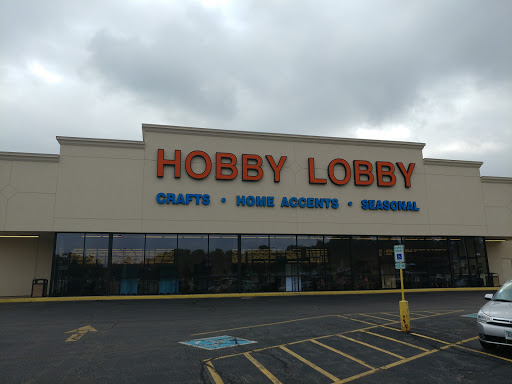 HOBBY LOBBY
CRAFTS • HOME ACCENTS • SEASONAL